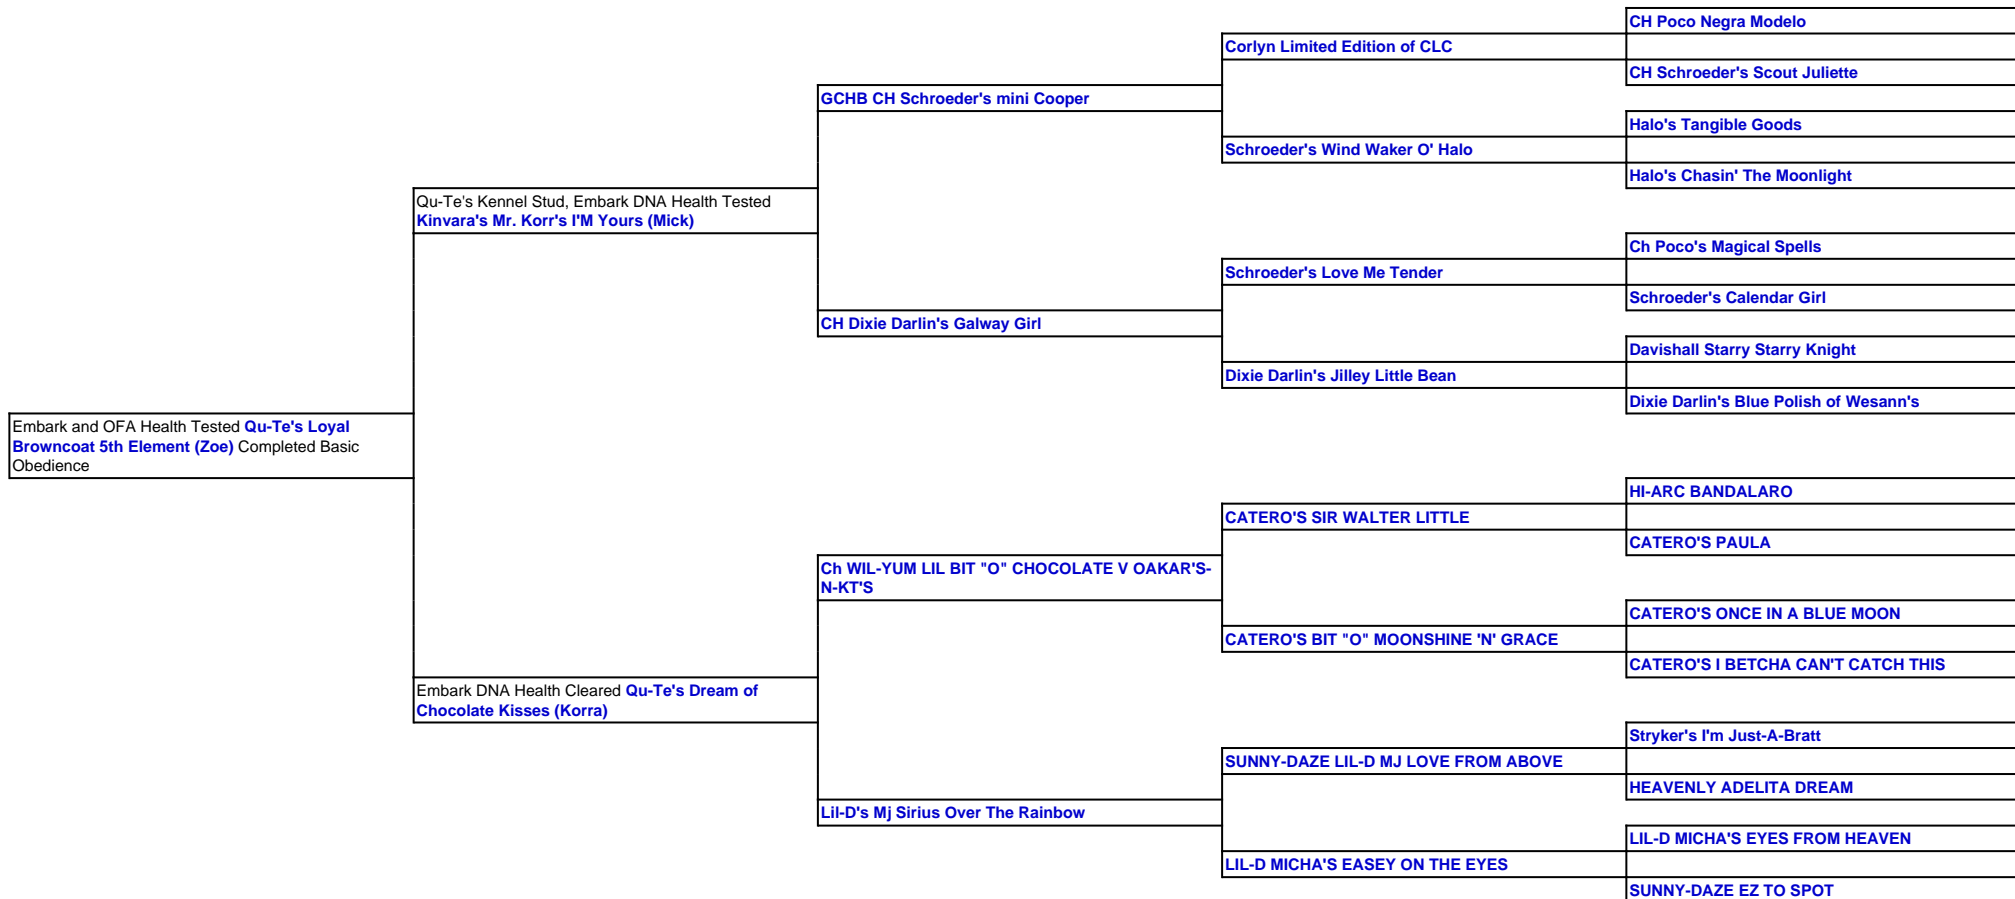 CH Poco Negra Modelo
Corlyn Limited Edition of CLC
CH Schroeder's Scout Juliette
GCHB CH Schroeder's mini Cooper
Halo's Tangible Goods
Schroeder's Wind Waker O' Halo
Halo's Chasin' The Moonlight
Qu-Te's Kennel Stud, Embark DNA Health Tested
Kinvara's Mr. Korr's I'M Yours (Mick)
Ch Poco's Magical Spells
Schroeder's Love Me Tender
Schroeder's Calendar Girl
CH Dixie Darlin's Galway Girl
Davishall Starry Starry Knight
Dixie Darlin's Jilley Little Bean
Dixie Darlin's Blue Polish of Wesann's
Embark and OFA Health Tested Qu-Te's Loyal
Browncoat 5th Element (Zoe) Completed Basic
Obedience
HI-ARC BANDALARO
CATERO'S SIR WALTER LITTLE
CATERO'S PAULA
Ch WIL-YUM LIL BIT "O" CHOCOLATE V OAKAR'S-
N-KT'S
CATERO'S ONCE IN A BLUE MOON
CATERO'S BIT "O" MOONSHINE 'N' GRACE
CATERO'S I BETCHA CAN'T CATCH THIS
Embark DNA Health Cleared Qu-Te's Dream of
Chocolate Kisses (Korra)
Stryker's I'm Just-A-Bratt
SUNNY-DAZE LIL-D MJ LOVE FROM ABOVE
HEAVENLY ADELITA DREAM
Lil-D's Mj Sirius Over The Rainbow
LIL-D MICHA'S EYES FROM HEAVEN
LIL-D MICHA'S EASEY ON THE EYES
SUNNY-DAZE EZ TO SPOT